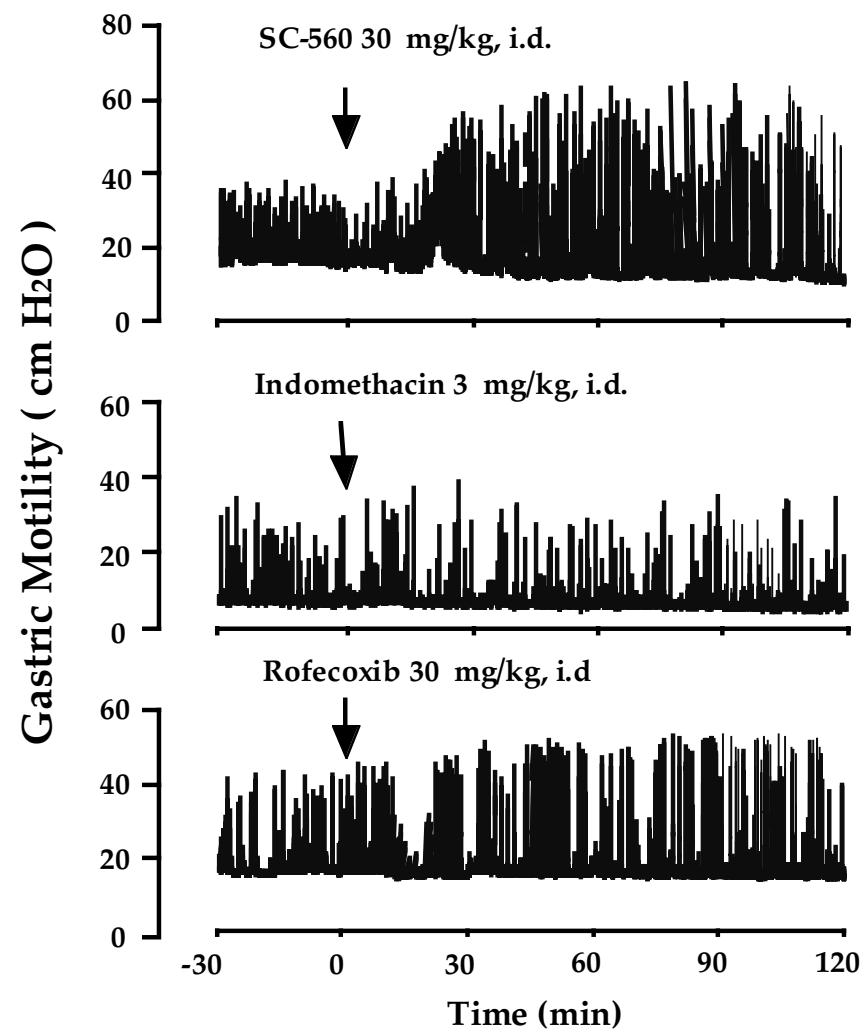 80
SC-560 30 mg/kg, i.d.
60
40
20
0
Gastric Motility ( cm H2O )
Indomethacin 3 mg/kg, i.d.
60
40
20
0
Rofecoxib 30 mg/kg, i.d
60
40
20
0
-30 0 30 60 90 120
Time (min)